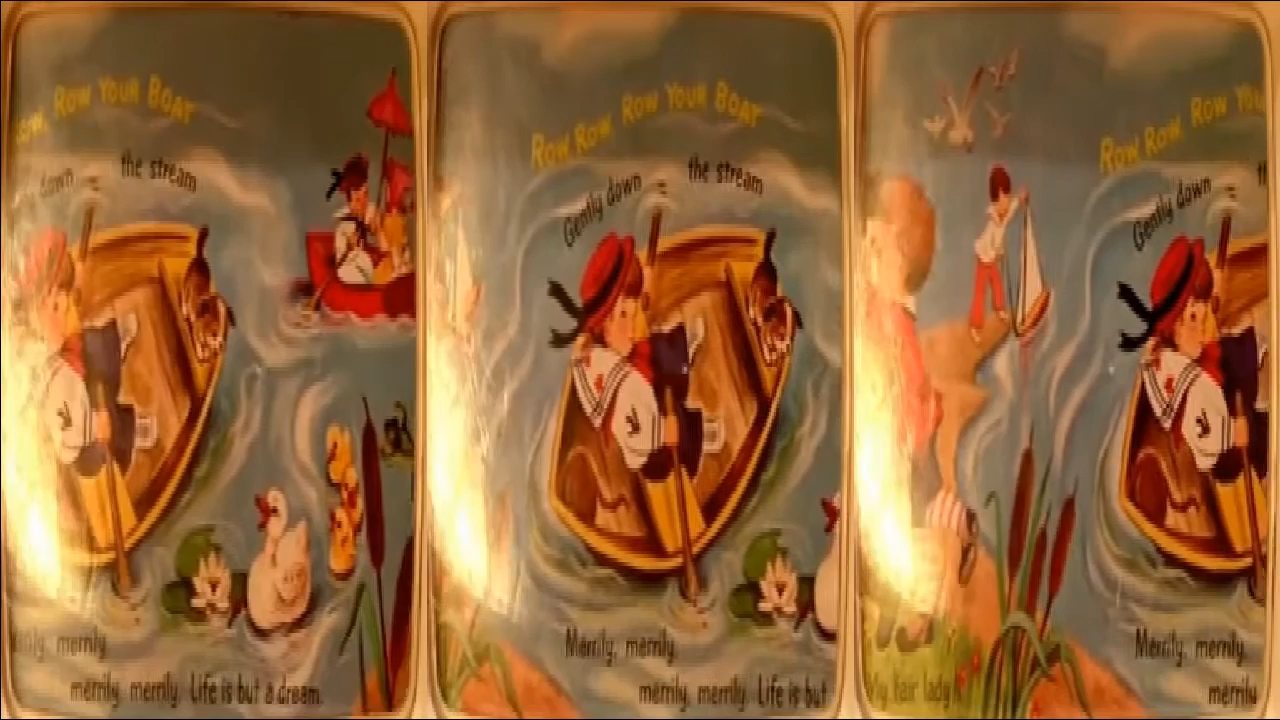 Row, Row Your Boat
down the stream
merrily
merrily, merrily. Life is but a dream.
Row Row, Row Your Boat
Gently down the stream
Merrily, merrily,
merrily, merrily. Life is but
Row Row, Row You
Gently down
My fair lady
Merrily, merrily,
merrily